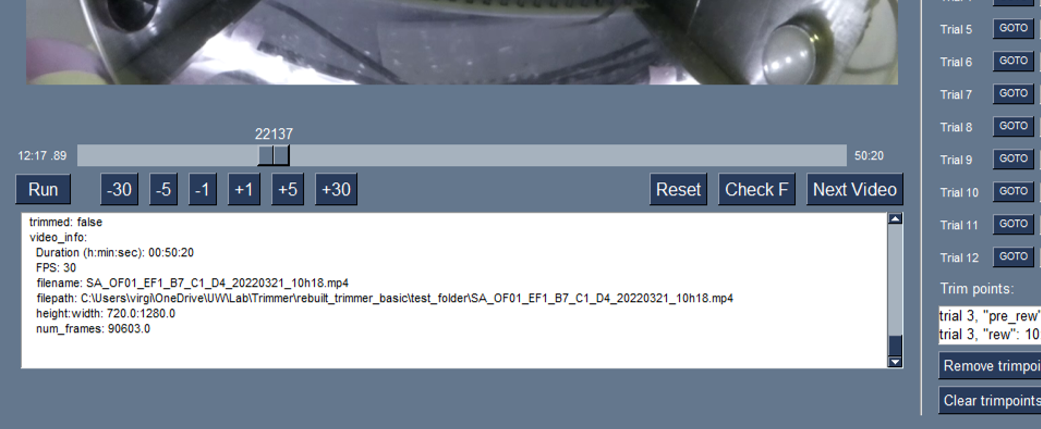 Trial 5 GOTO
Trial 6 GOTO
Trial 7 GOTO
Trial 8 GOTO
Trial 9 GOTO
Trial 10 GOTO
Trial 11 GOTO
Trial 12 GOTO
22137
12:17 .89
50:20
Run -30 -5 -1 +1 +5 +30 Reset Check F Next Video
trimmed: false
video_info:
Duration (h:min:sec): 00:50:20
FPS: 30
filename: SA_OF01_EF1_B7_C1_D4_20220321_10h18.mp4
filepath: C:\Users\virgi\OneDrive\UW\Lab\Trimmer\rebuilt_trimmer_basic\test_folder\SA_OF01_EF1_B7_C1_D4_20220321_10h18.mp4
height:width: 720.0:1280.0
num_frames: 90603.0
Trim points:
trial 3, "pre_rew"
trial 3, "rew": 10
Remove trimpoi
Clear trimpoints